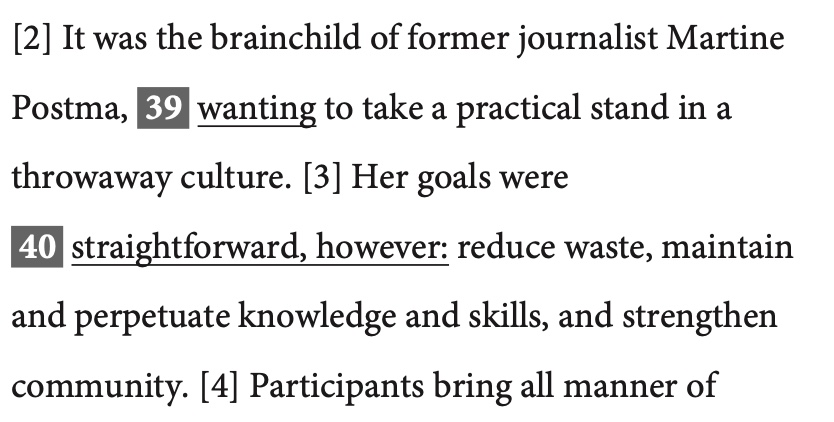 [2] It was the brainchild of former journalist Martine
Postma, 39 wanting to take a practical stand in a
throwaway culture. [3] Her goals were
40 straightforward, however: reduce waste, maintain
and perpetuate knowledge and skills, and strengthen
community. [4] Participants bring all manner of